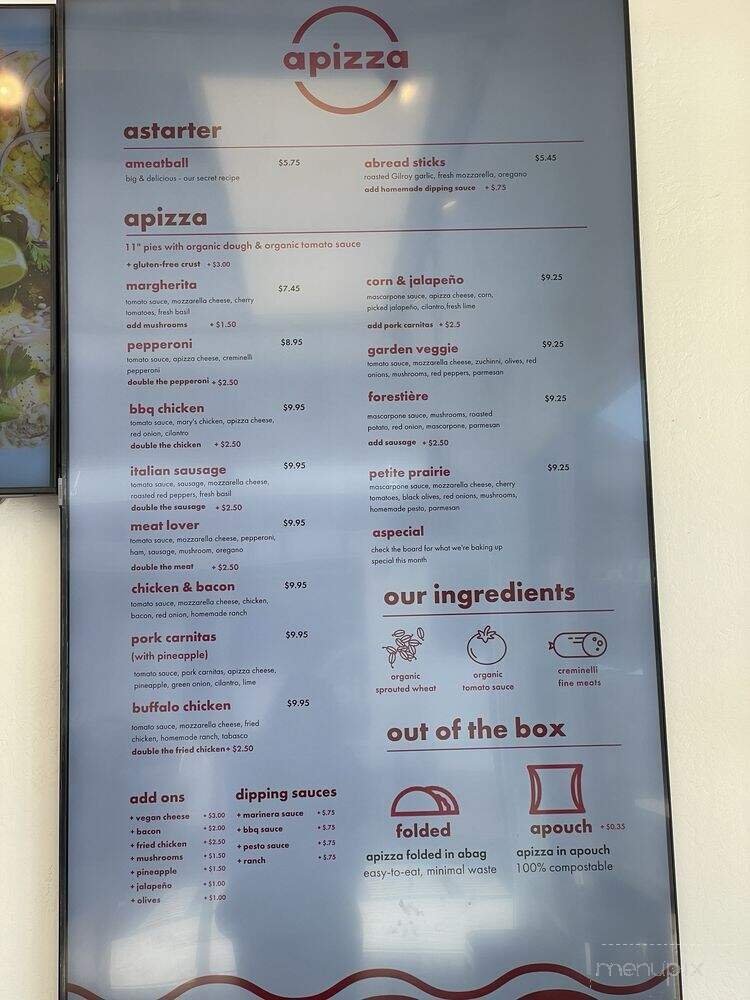 apizza
astarter
ameatball $5.75
big & delicious - our secret recipe
abread sticks $5.45
roasted Gilroy garlic, fresh mozzarella, oregano
add homemade dipping sauce + $.75
apizza
11" pies with organic dough & organic tomato sauce
+ gluten-free crust + $3.00
margherita $7.45
tomato sauce, mozzarella cheese, cherry
tomatoes, fresh basil
add mushrooms + $1.50
pepperoni $8.95
tomato sauce, apizza cheese, creminelli
pepperoni
double the pepperoni + $2.50
bbq chicken $9.95
tomato sauce, mary's chicken, apizza cheese,
red onion, cilantro
double the chicken + $2.50
italian sausage $9.95
tomato sauce, sausage, mozzarella cheese,
roasted red peppers, fresh basil
double the sausage + $2.50
meat lover $9.95
tomato sauce, mozzarella cheese, pepperoni,
ham, sausage, mushroom, oregano
double the meat + $2.50
chicken & bacon $9.95
tomato sauce, mozzarella cheese, chicken,
bacon, red onion, homemade ranch
pork carnitas $9.95
(with pineapple)
tomato sauce, pork carnitas, apizza cheese,
pineapple, green onion, cilantro, lime
buffalo chicken $9.95
tomato sauce, mozzarella cheese, fried
chicken, homemade ranch, tabasco
double the fried chicken+ $2.50
corn & jalapeño $9.25
mascarpone sauce, apizza cheese, corn,
picked jalapeño, cilantro,fresh lime
add pork carnitas + $2.5
garden veggie $9.25
tomato sauce, mozzarella cheese, zuchinni, olives, red
onions, mushrooms, red peppers, parmesan
forestière $9.25
mascarpone sauce, mushrooms, roasted
potato, red onion, mascarpone, parmesan
add sausage + $2.50
petite prairie $9.25
mascarpone sauce, mozzarella cheese, cherry
tomatoes, black olives, red onions, mushrooms,
homemade pesto, parmesan
aspecial
check the board for what we're baking up
special this month
our ingredients
organic
sprouted wheat
organic
tomato sauce
creminelli
fine meats
out of the box
folded
apizza folded in abag
easy-to-eat, minimal waste
apouch + $0.35
apizza in apouch
100% compostable
add ons
+ vegan cheese + $3.00
+ bacon + $2.00
+ fried chicken + $2.50
+ mushrooms + $1.50
+ pineapple + $1.50
+ jalapeño + $1.00
+ olives + $1.00
dipping sauces
+ marinera sauce + $.75
+ bbq sauce + $.75
+ pesto sauce + $.75
+ ranch + $.75
menupix